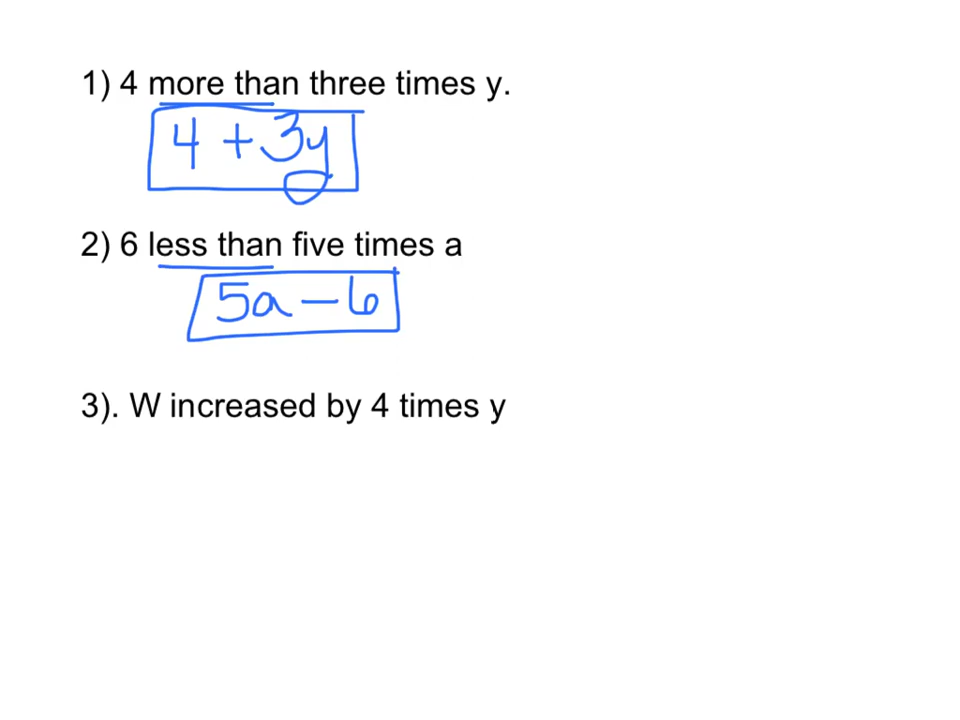 1) 4 more than three times y.
4 + 3y
2) 6 less than five times a
5a - 6
3). W increased by 4 times y